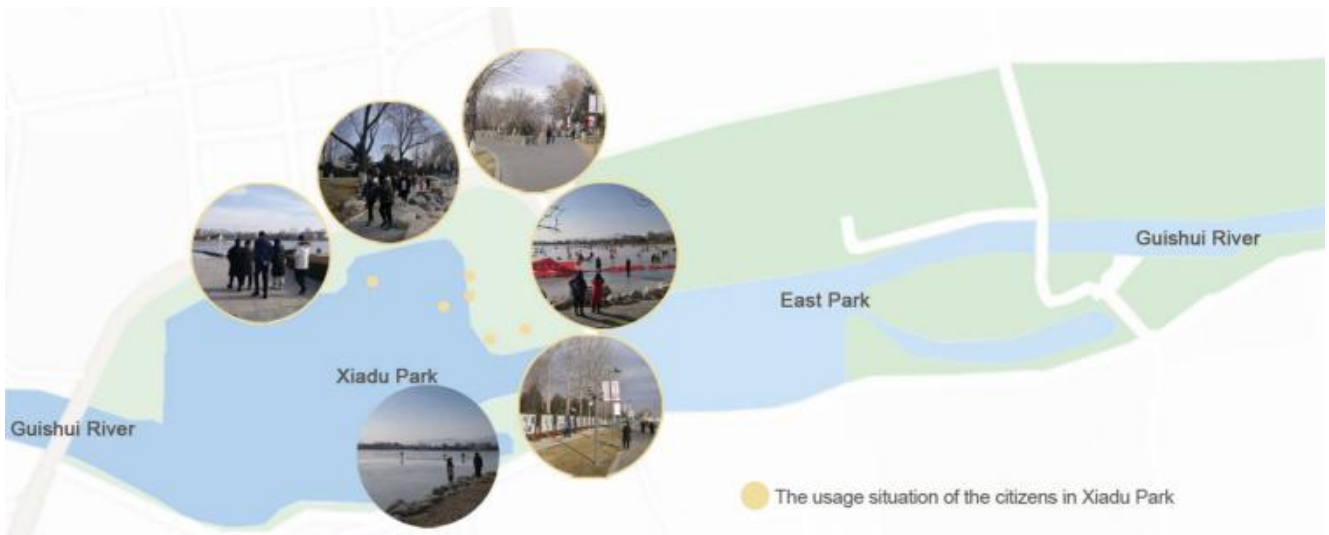 Guishui River
East Park
Xiadu Park
Guishui River
The usage situation of the citizens in Xiadu Park